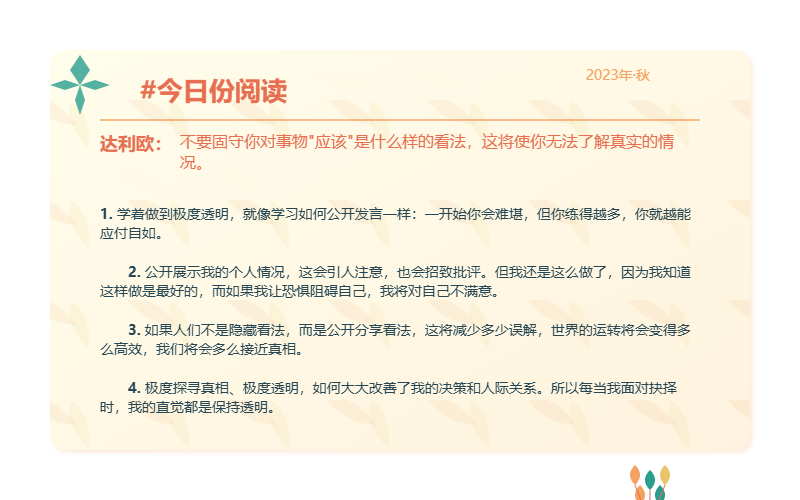 2023年·秋
#今日份阅读
达利欧：
不要固守你对事物"应该"是什么样的看法，这将使你无法了解真实的情
况。
1. 学着做到极度透明，就像学习如何公开发言一样：一开始你会难堪，但你练得越多，你就越能
应付自如。
2. 公开展示我的个人情况，这会引人注意，也会招致批评。但我还是这么做了，因为我知道
这样做是最好的，而如果我让恐惧阻碍自己，我将对自己不满意。
3. 如果人们不是隐藏看法，而是公开分享看法，这将减少多少误解，世界的运转将会变得多
么高效，我们将会多么接近真相。
4. 极度探寻真相、极度透明，如何大大改善了我的决策和人际关系。所以每当我面对抉择
时，我的直觉都是保持透明。